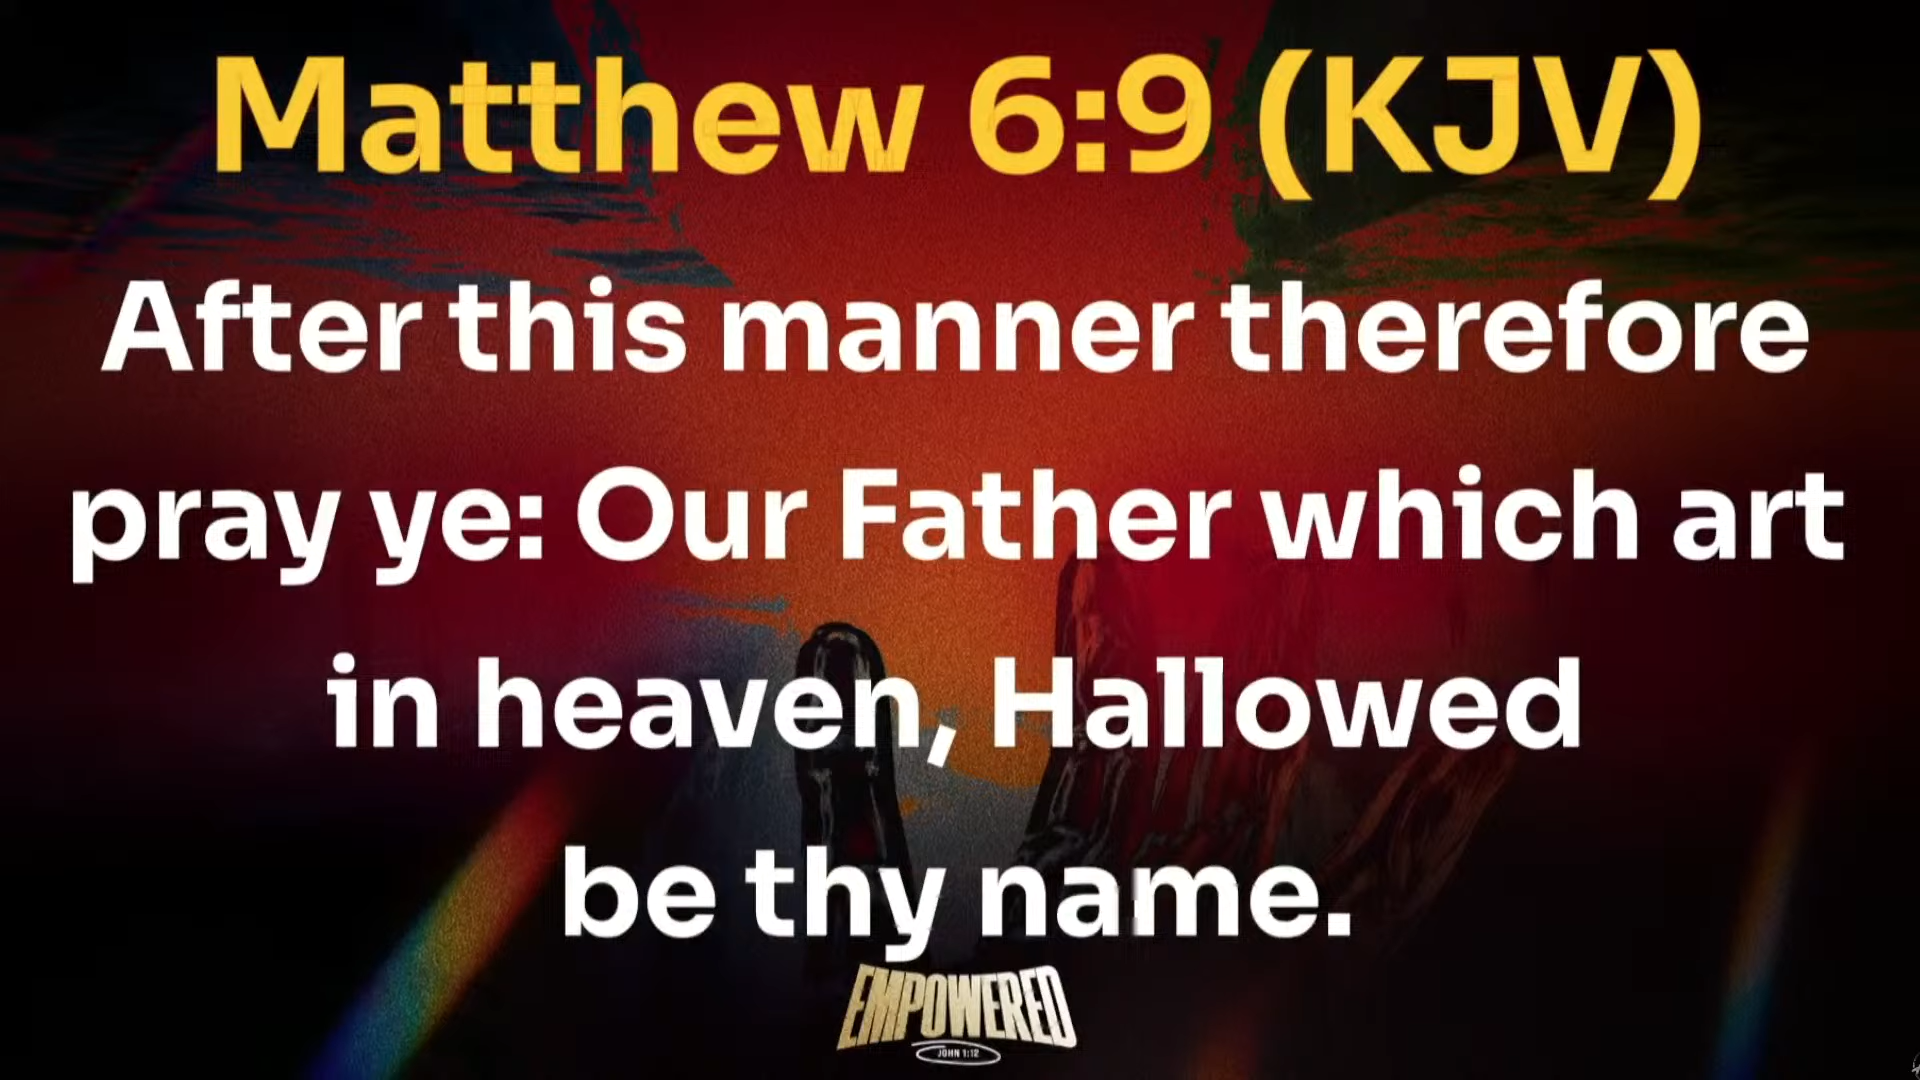 Matthew 6:9 (KJV)
After this manner therefore
pray ye: Our Father which art
in heaven, Hallowed
be thy name.
EMPOWERED
JOHN 1:12